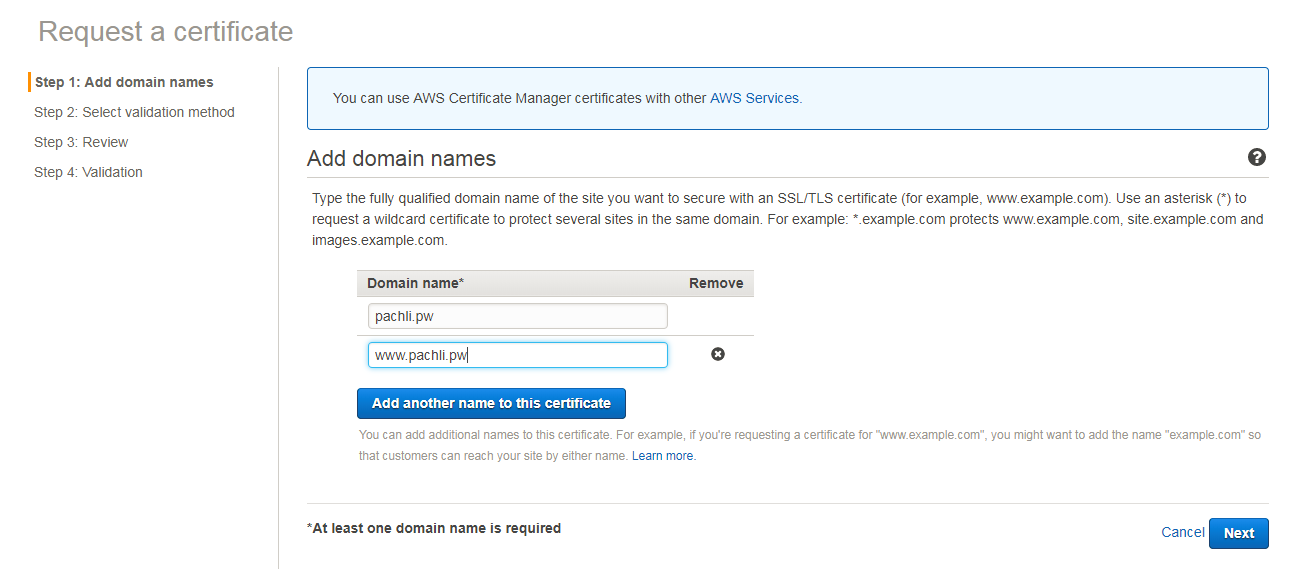 Request a certificate
Step 1: Add domain names
Step 2: Select validation method
Step 3: Review
Step 4: Validation
You can use AWS Certificate Manager certificates with other AWS Services.
Add domain names
?
Type the fully qualified domain name of the site you want to secure with an SSL/TLS certificate (for example, www.example.com). Use an asterisk (*) to
request a wildcard certificate to protect several sites in the same domain. For example: *.example.com protects www.example.com, site.example.com and
images.example.com.
Domain name* Remove
pachli.pw
www.pachli.pw
Add another name to this certificate
You can add additional names to this certificate. For example, if you're requesting a certificate for "www.example.com", you might want to add the name "example.com" so
that customers can reach your site by either name. Learn more.
*At least one domain name is required
Cancel Next